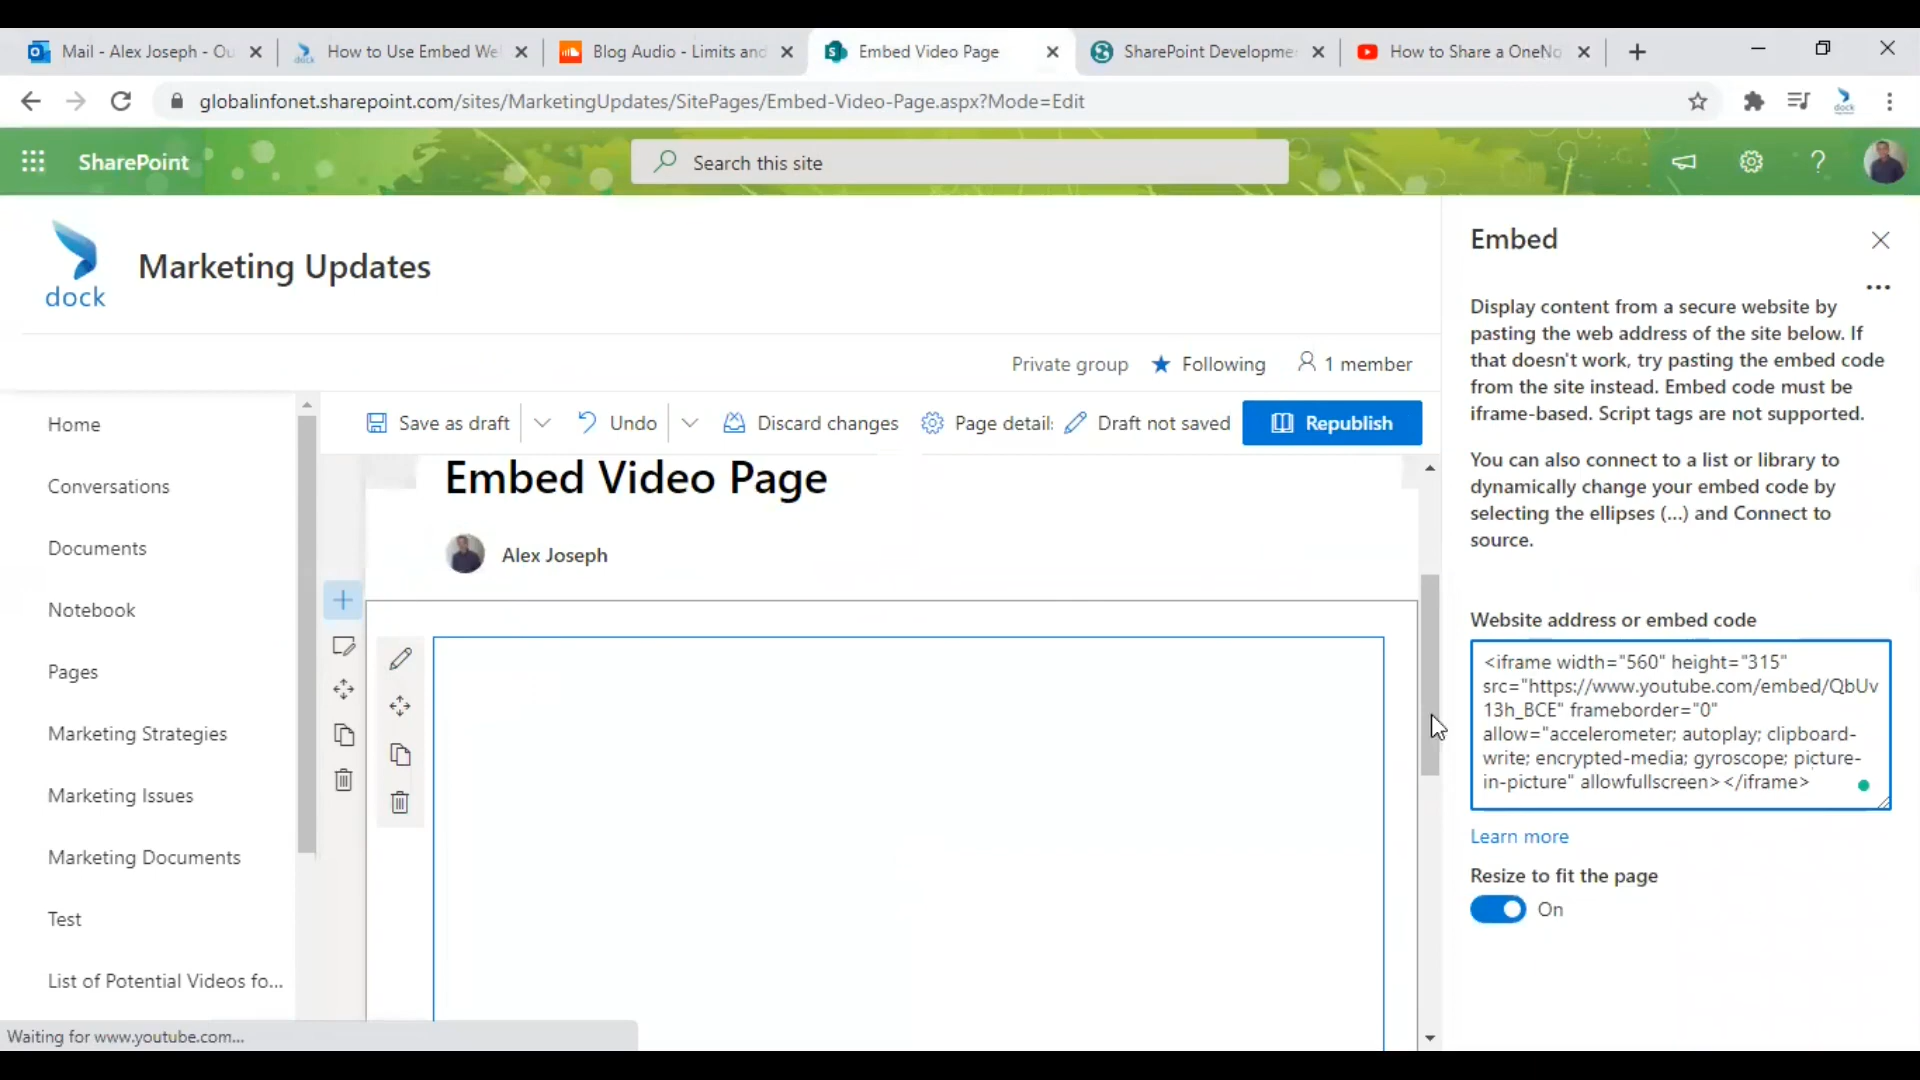 Mail - Alex Joseph - Ou
How to Use Embed We
Blog Audio - Limits and
Embed Video Page
SharePoint Developme
How to Share a OneNo
globalinfonet.sharepoint.com/sites/MarketingUpdates/SitePages/Embed-Video-Page.aspx?Mode=Edit
dock
SharePoint
Search this site
dock
Marketing Updates
Private group
Following
1 member
Home
Conversations
Documents
Notebook
Pages
Marketing Strategies
Marketing Issues
Marketing Documents
Test
List of Potential Videos fo...
Save as draft
Undo
Discard changes
Page details
Draft not saved
Republish
Embed Video Page
Alex Joseph
Embed
Display content from a secure website by
pasting the web address of the site below. If
that doesn't work, try pasting the embed code
from the site instead. Embed code must be
iframe-based. Script tags are not supported.
You can also connect to a list or library to
dynamically change your embed code by
selecting the ellipses (...) and Connect to
source.
Website address or embed code
<iframe width="560" height="315"
src="https://www.youtube.com/embed/QbUv
13h_BCE" frameborder="0"
allow="accelerometer; autoplay; clipboard-
write; encrypted-media; gyroscope; picture-
in-picture" allowfullscreen></iframe>
Learn more
Resize to fit the page
On
Waiting for www.youtube.com...